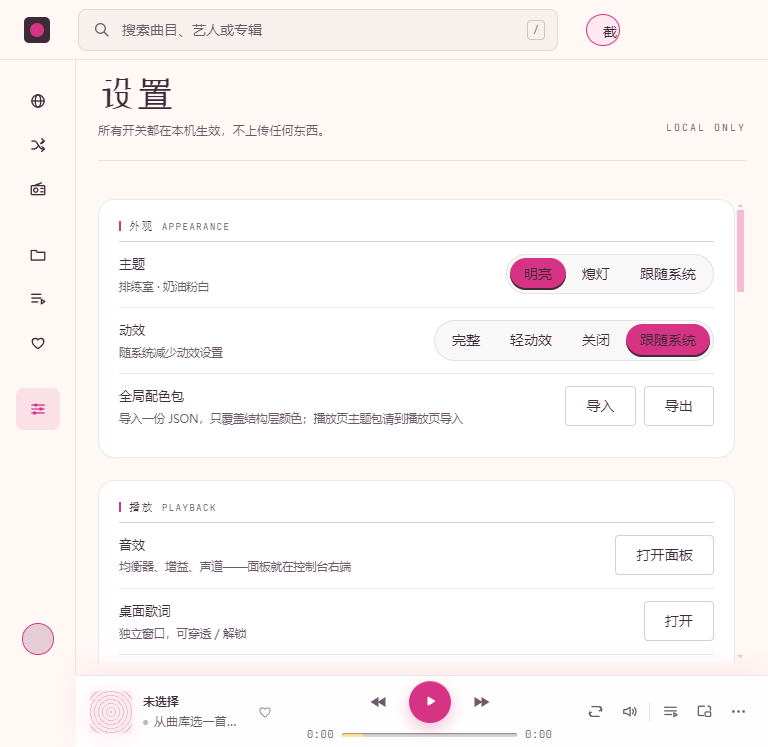 搜索曲目、艺人或专辑 /
截
设置
所有开关都在本机生效，不上传任何东西。
LOCAL ONLY
外观 APPEARANCE
主题
排练室 · 奶油粉白
明亮 熄灯 跟随系统
动效
随系统减少动效设置
完整 轻动效 关闭 跟随系统
全局配色包
导入一份 JSON，只覆盖结构层颜色；播放页主题包请到播放页导入
导入 导出
播放 PLAYBACK
音效
均衡器、增益、声道——面板就在控制台右端
打开面板
桌面歌词
独立窗口，可穿透 / 解锁
打开
未选择
从曲库选一首...
0:00 0:00